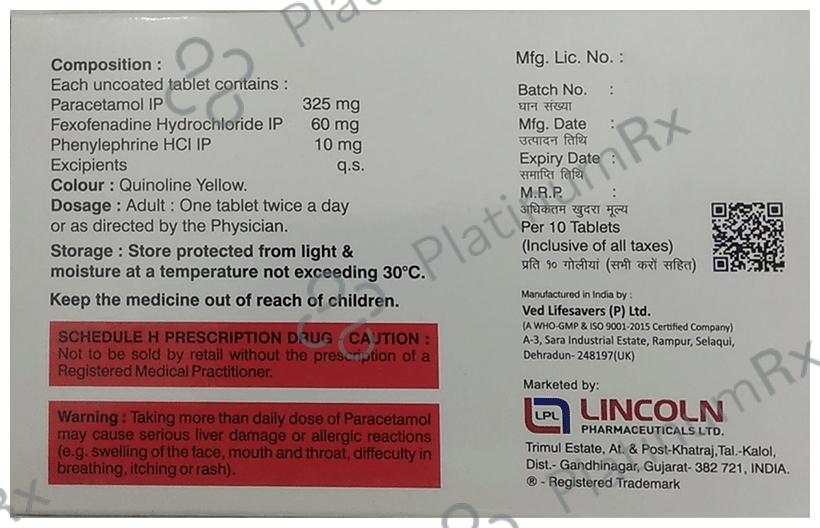 Composition :
Each uncoated tablet contains :
Paracetamol IP 325 mg
Fexofenadine Hydrochloride IP 60 mg
Phenylephrine HCl IP 10 mg
Excipients q.s.
Colour : Quinoline Yellow.
Dosage : Adult : One tablet twice a day
or as directed by the Physician.
Storage : Store protected from light &
moisture at a temperature not exceeding 30°C.
Keep the medicine out of reach of children.
SCHEDULE H PRESCRIPTION DRUG / CAUTION :
Not to be sold by retail without the prescription of a
Registered Medical Practitioner.
Warning : Taking more than daily dose of Paracetamol
may cause serious liver damage or allergic reactions
(e.g. swelling of the face, mouth and throat, diffeculty in
breathing, itching or rash).
Mfg. Lic. No. :
Batch No. :
घान संख्या
Mfg. Date :
उत्पादन तिथि
Expiry Date :
समाप्ति तिथि
M.R.P. :
अधिकतम खुदरा मूल्य
Per 10 Tablets
(Inclusive of all taxes)
प्रति १० गोलीयां (सभी करों सहित)
Manufactured in India by :
Ved Lifesavers (P) Ltd.
(A WHO-GMP & ISO 9001-2015 Certified Company)
A-3, Sara Industrial Estate, Rampur, Selaqui,
Dehradun- 248197(UK)
Marketed by:
LPL LINCOLN
PHARMACEUTICALS LTD.
Trimul Estate, At. & Post-Khatraj,Tal.-Kalol,
Dist.- Gandhinagar, Gujarat- 382 721, INDIA.
® - Registered Trademark
PlatinumRx